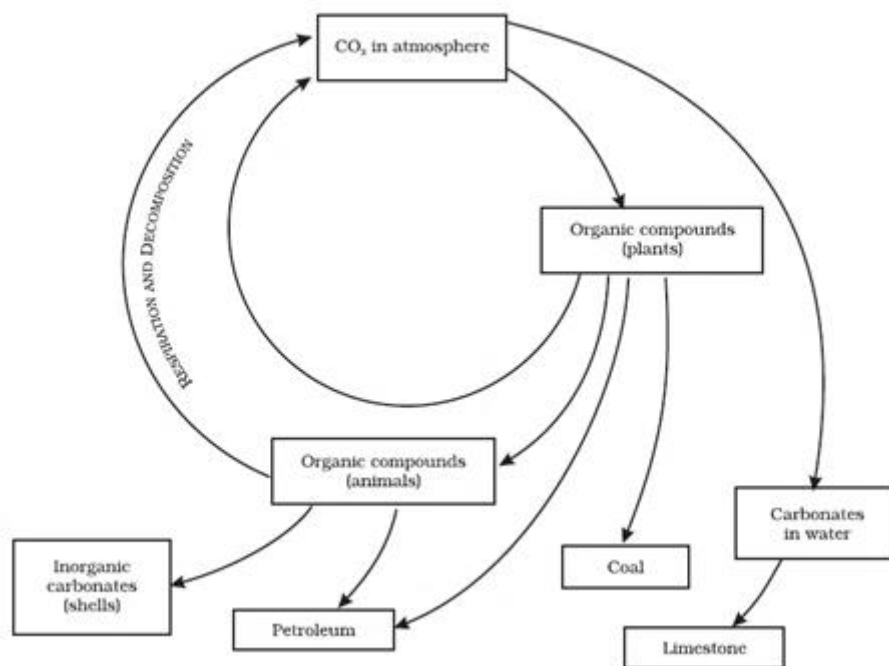 CO₂ in atmosphere
RESPIRATION AND DECOMPOSITION
Organic compounds
(plants)
Organic compounds
(animals)
Carbonates
in water
Inorganic
carbonates
(shells)
Coal
Petroleum
Limestone